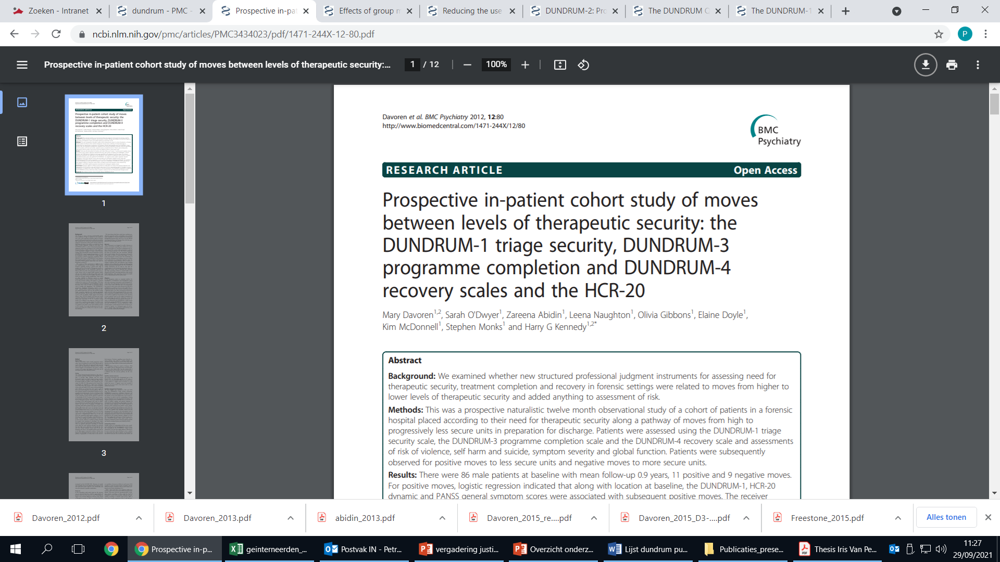 Zoeken - Intranet
dundrum - PMC -
Prospective in-pat
Effects of group m
Reducing the use
DUNDRUM-2: Pro
The DUNDRUM
The DUNDRUM-1
ncbi.nlm.nih.gov/pmc/articles/PMC3434023/pdf/1471-244X-12-80.pdf
P
Prospective in-patient cohort study of moves between levels of therapeutic security:...
1 / 12
100%
1
2
3
Davoren et al. BMC Psychiatry 2012, 12:80
http://www.biomedcentral.com/1471-244X/12/80
BMC
Psychiatry
RESEARCH ARTICLE Open Access
Prospective in-patient cohort study of moves
between levels of therapeutic security: the
DUNDRUM-1 triage security, DUNDRUM-3
programme completion and DUNDRUM-4
recovery scales and the HCR-20
Mary Davoren1,2, Sarah O'Dwyer1, Zareena Abidin1, Leena Naughton1, Olivia Gibbons1, Elaine Doyle1,
Kim McDonnell1, Stephen Monks1 and Harry G Kennedy1,2*
Abstract
Background: We examined whether new structured professional judgment instruments for assessing need for
therapeutic security, treatment completion and recovery in forensic settings were related to moves from higher to
lower levels of therapeutic security and added anything to assessment of risk.
Methods: This was a prospective naturalistic twelve month observational study of a cohort of patients in a forensic
hospital placed according to their need for therapeutic security along a pathway of moves from high to
progressively less secure units in preparation for discharge. Patients were assessed using the DUNDRUM-1 triage
security scale, the DUNDRUM-3 programme completion scale and the DUNDRUM-4 recovery scale and assessments
of risk of violence, self harm and suicide, symptom severity and global function. Patients were subsequently
observed for positive moves to less secure units and negative moves to more secure units.
Results: There were 86 male patients at baseline with mean follow-up 0.9 years, 11 positive and 9 negative moves.
For positive moves, logistic regression indicated that along with location at baseline, the DUNDRUM-1, HCR-20
dynamic and PANSS general symptom scores were associated with subsequent positive moves. The receiver
Davoren_2012.pdf
Davoren_2013.pdf
abidin_2013.pdf
Davoren_2015_re....pdf
Davoren_2015_D3-....pdf
Freestone_2015.pdf
Alles tonen
Prospective in-p...
geinterneerden_...
Postvak IN - Petr...
vergadering justi...
Overzicht onderz...
Lijst dundrum pu...
Publicaties_prese...
Thesis Iris Van Pe...
11:27
29/09/2021